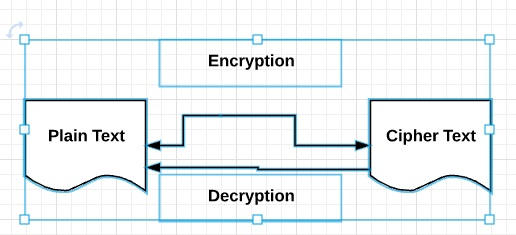 Encryption
Plain Text
Cipher Text
Decryption